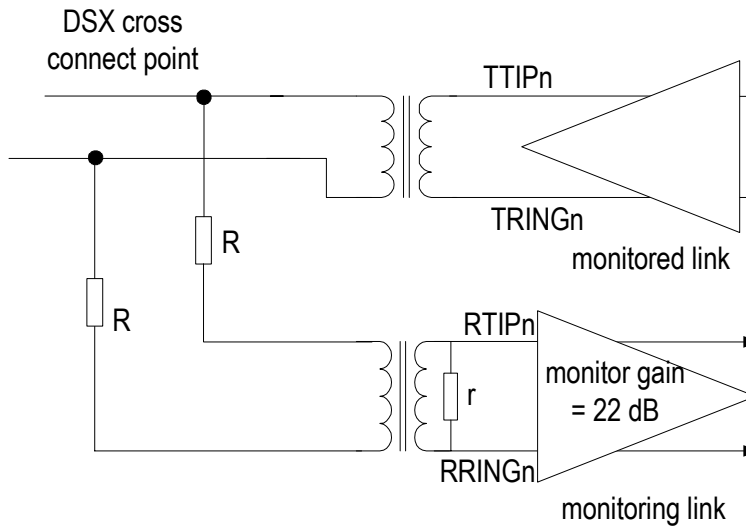 DSX cross
connect point
TTIPn
TRINGn
monitored link
R
R
RTIPn
monitor gain
= 22 dB
r
RRINGn
monitoring link